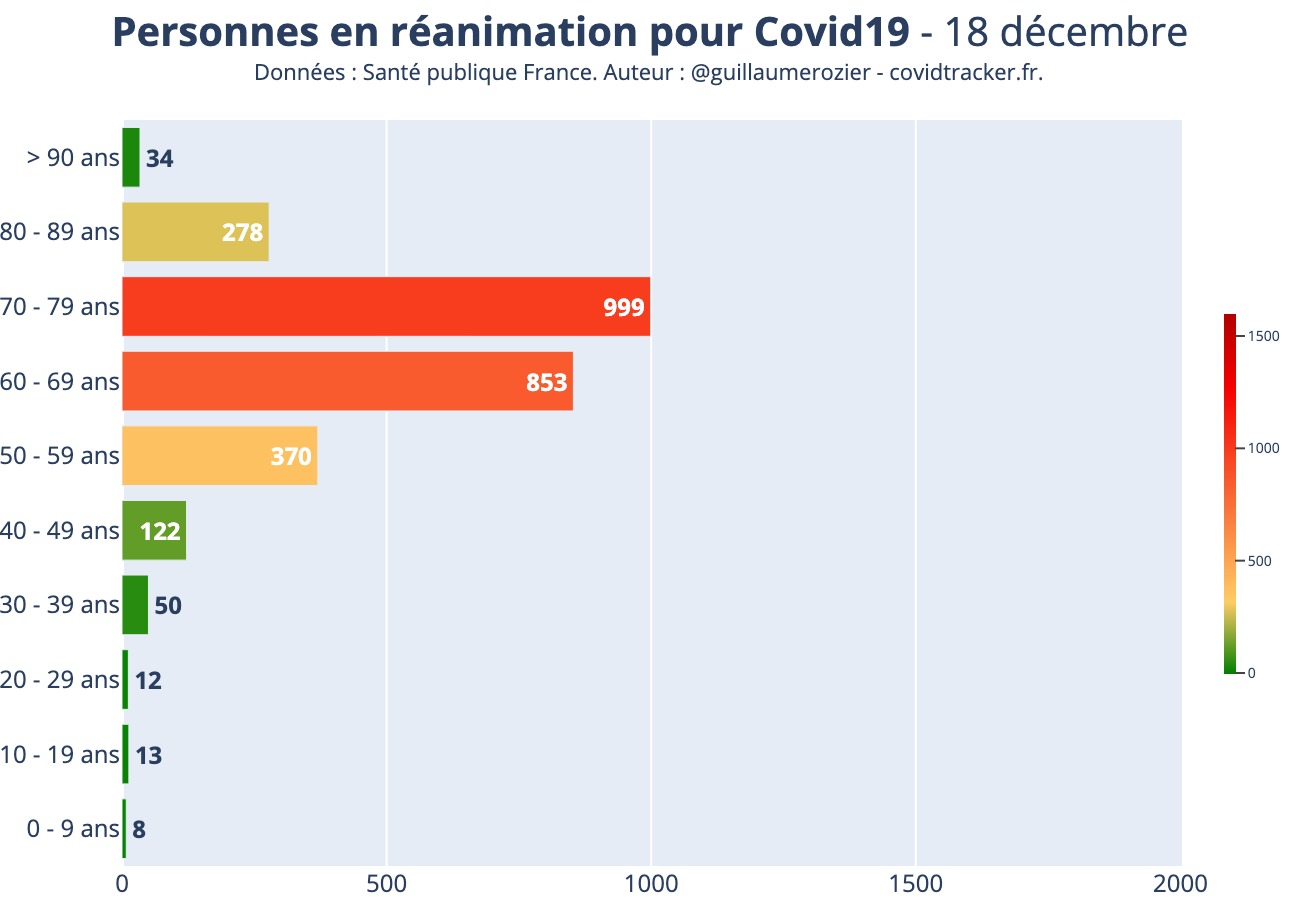 Personnes en réanimation pour Covid19 - 18 décembre
Données : Santé publique France. Auteur : @guillaumerozier - covidtracker.fr.
> 90 ans 34
80 - 89 ans 278
70 - 79 ans 999
60 - 69 ans 853
50 - 59 ans 370
40 - 49 ans 122
30 - 39 ans 50
20 - 29 ans 12
10 - 19 ans 13
0 - 9 ans 8
0 500 1000 1500 2000
1500
1000
500
0